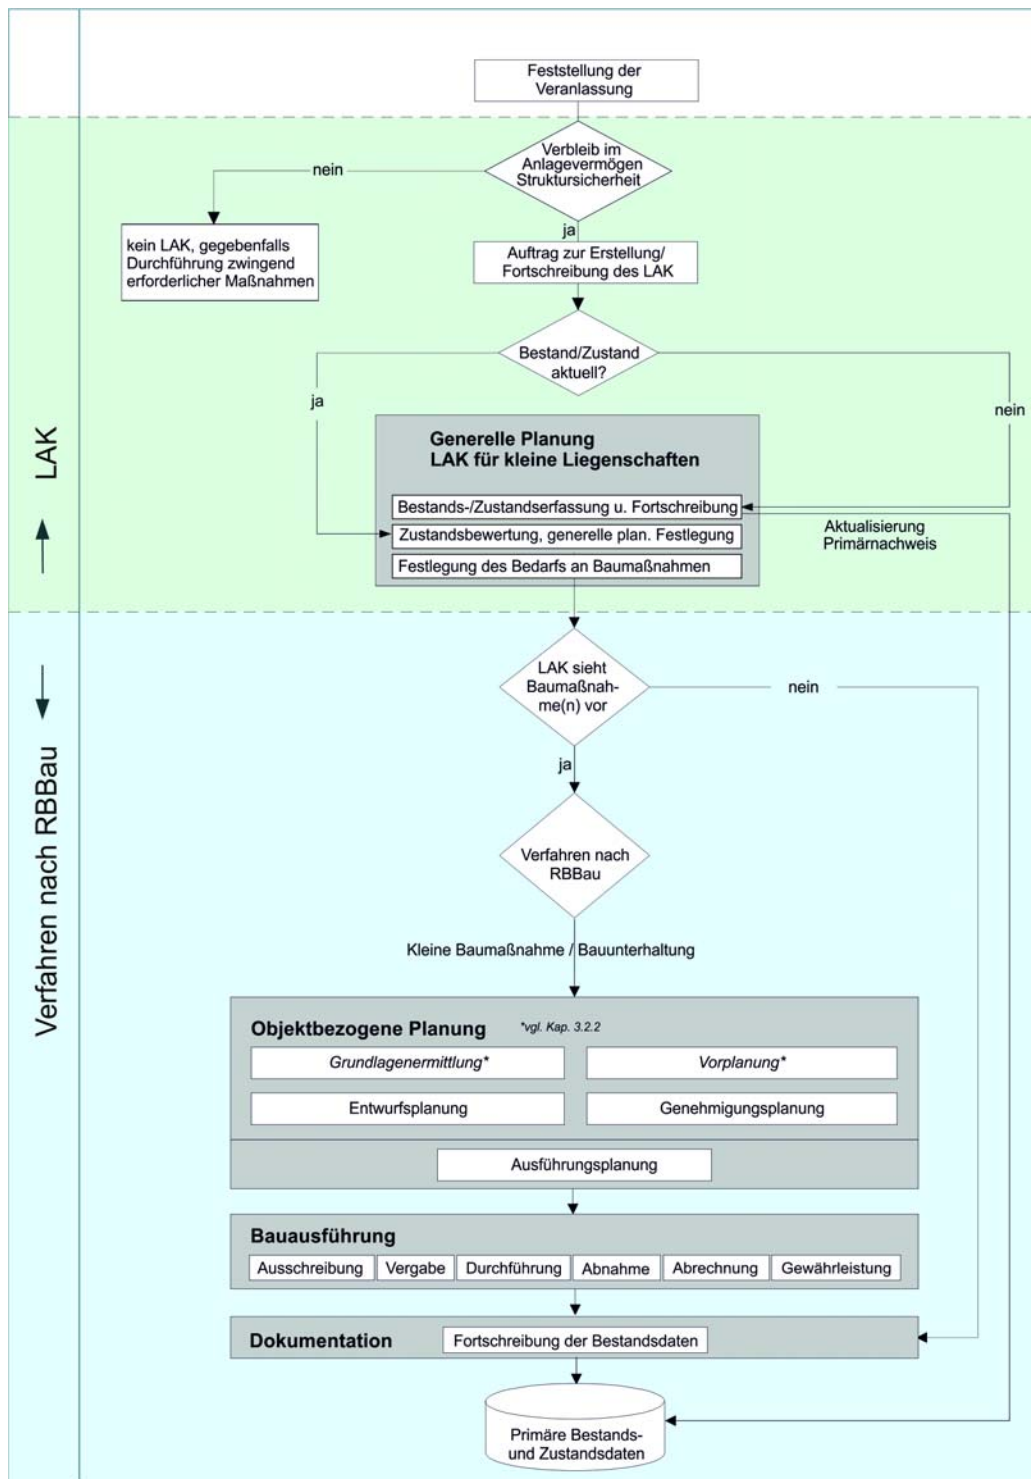 Feststellung der
Veranlassung
Verbleib im
Anlagevermögen
Struktursicherheit
nein
ja
kein LAK, gegebenfalls
Durchführung zwingend
erforderlicher Maßnahmen
Auftrag zur Erstellung/
Fortschreibung des LAK
Bestand/Zustand
aktuell?
ja
nein
Generelle Planung
LAK für kleine Liegenschaften
Bestands-/Zustandserfassung u. Fortschreibung
Zustandsbewertung, generelle plan. Festlegung
Festlegung des Bedarfs an Baumaßnahmen
Aktualisierung
Primärnachweis
LAK
LAK sieht
Baumaßnah-
me(n) vor
nein
ja
Verfahren nach
RBBau
Verfahren nach RBBau
Kleine Baumaßnahme / Bauunterhaltung
Objektbezogene Planung *vgl. Kap. 3.2.2
Grundlagenermittlung* Vorplanung*
Entwurfsplanung Genehmigungsplanung
Ausführungsplanung
Bauausführung
Ausschreibung Vergabe Durchführung Abnahme Abrechnung Gewährleistung
Dokumentation Fortschreibung der Bestandsdaten
Primäre Bestands-
und Zustandsdaten